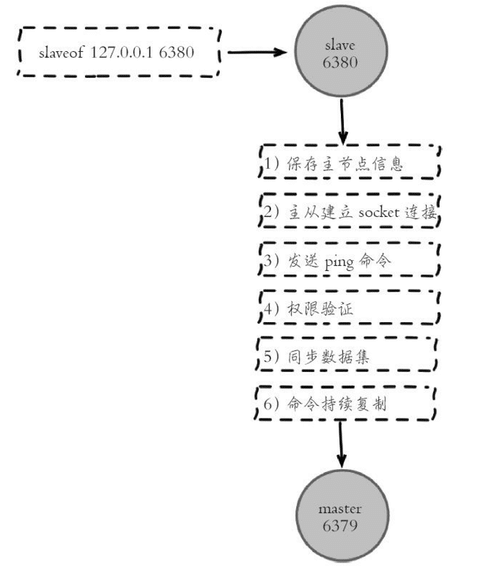 slaveof 127.0.0.1 6380
slave
6380
1) 保存主节点信息
2) 主从建立 socket 连接
3) 发送 ping 命令
4) 权限验证
5) 同步数据集
6) 命令持续复制
master
6379